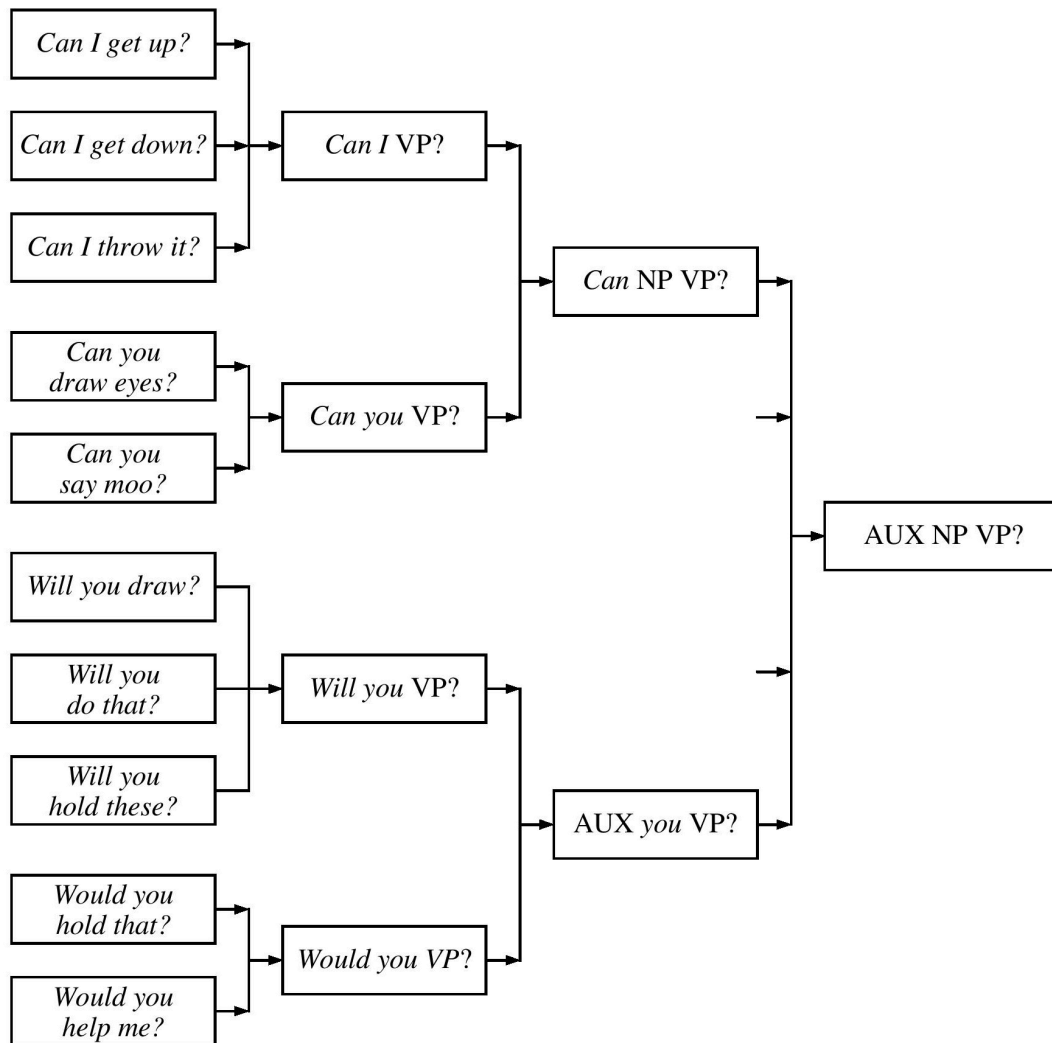 Can I get up?
Can I get down?
Can I VP?
Can I throw it?
Can NP VP?
Can you
draw eyes?
Can you VP?
Can you
say moo?
AUX NP VP?
Will you draw?
Will you
do that?
Will you VP?
Will you
hold these?
AUX you VP?
Would you
hold that?
Would you VP?
Would you
help me?